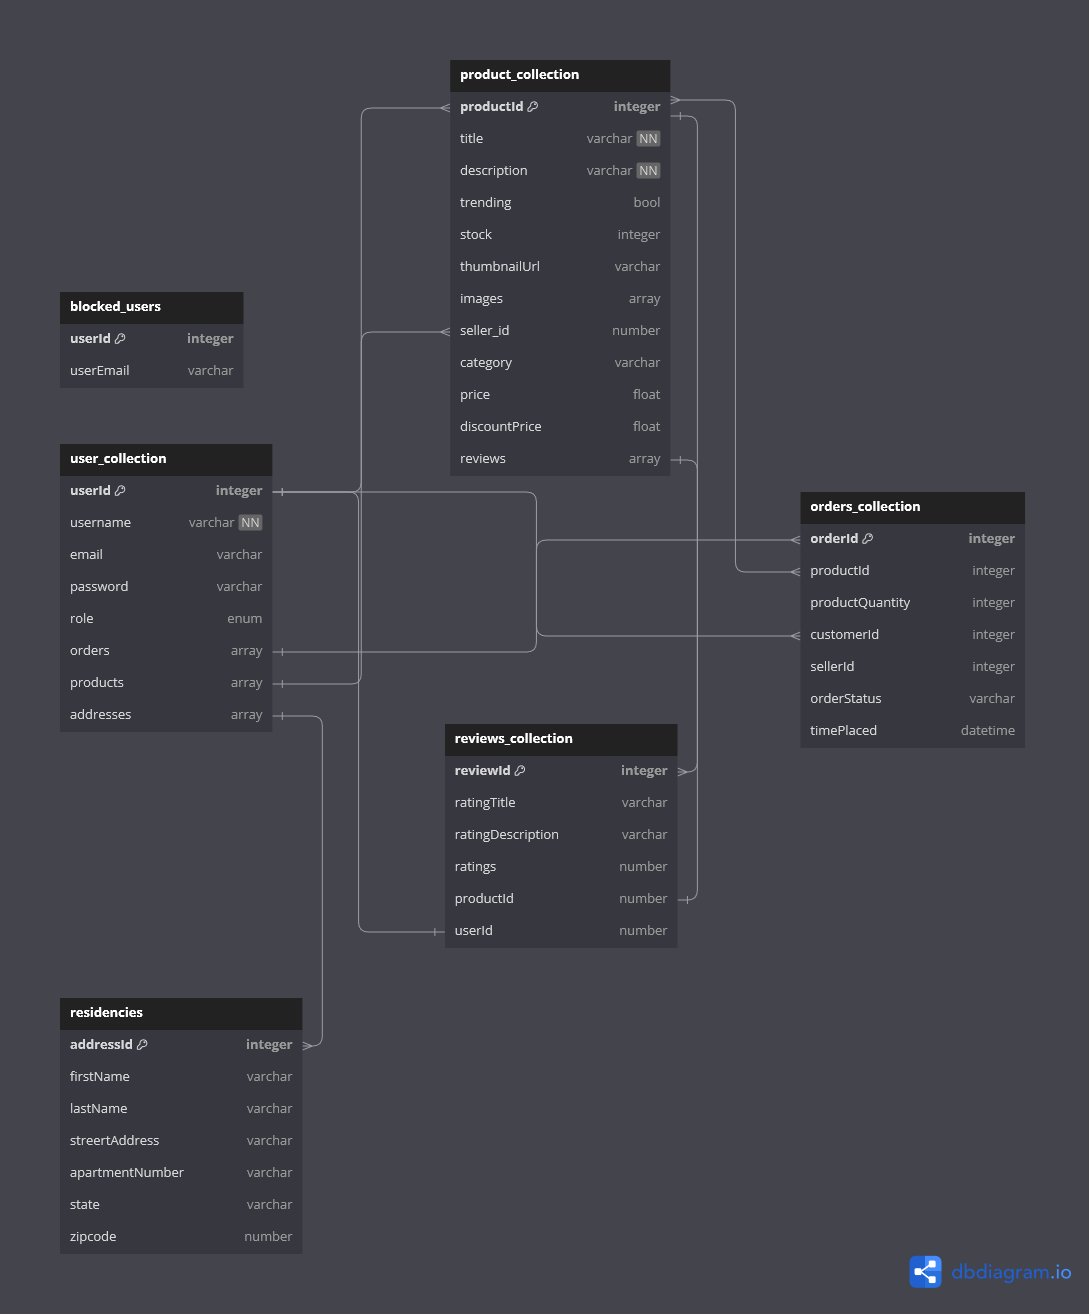 product_collection
productId integer
title varchar NN
description varchar NN
trending bool
stock integer
thumbnailUrl varchar
images array
seller_id number
category varchar
price float
discountPrice float
reviews array
blocked_users
userId integer
userEmail varchar
user_collection
userId integer
username varchar NN
email varchar
password varchar
role enum
orders array
products array
addresses array
orders_collection
orderId integer
productId integer
productQuantity integer
customerId integer
sellerId integer
orderStatus varchar
timePlaced datetime
reviews_collection
reviewId integer
ratingTitle varchar
ratingDescription varchar
ratings number
productId number
userId number
residencies
addressId integer
firstName varchar
lastName varchar
streertAddress varchar
apartmentNumber varchar
state varchar
zipcode number
dbdiagram.io